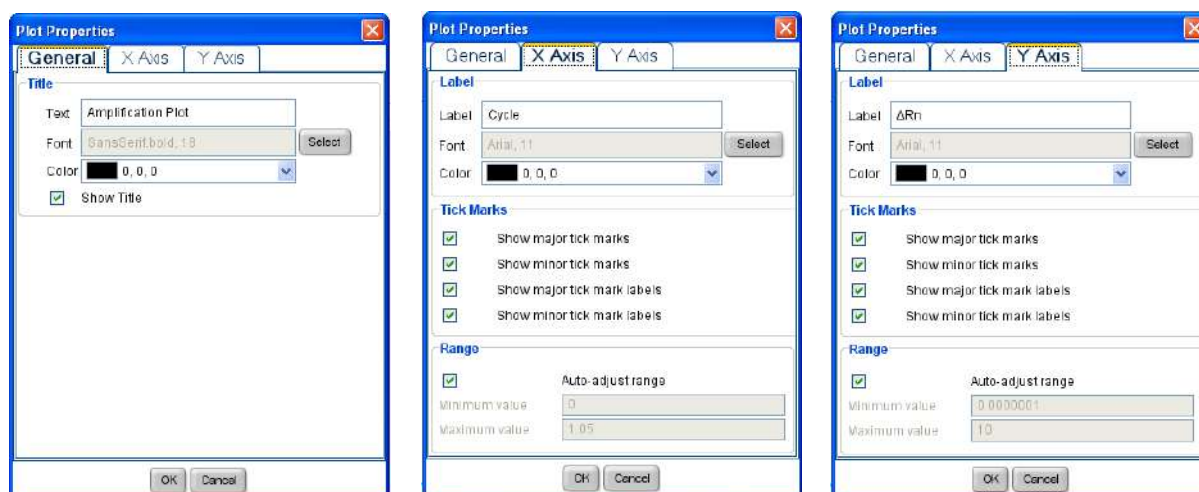 Plot Properties
General X Axis Y Axis
Title
Text Amplification Plot
Font SansSerif.bold, 18 Select
Color 0, 0, 0
Show Title
OK Cancel
Plot Properties
General X Axis Y Axis
Label
Label Cycle
Font Arial, 11 Select
Color 0, 0, 0
Tick Marks
Show major tick marks
Show minor tick marks
Show major tick mark labels
Show minor tick mark labels
Range
Auto-adjust range
Minimum value 0
Maximum value 1.05
OK Cancel
Plot Properties
General X Axis Y Axis
Label
Label ΔRn
Font Arial, 11 Select
Color 0, 0, 0
Tick Marks
Show major tick marks
Show minor tick marks
Show major tick mark labels
Show minor tick mark labels
Range
Auto-adjust range
Minimum value 0.0000001
Maximum value 10
OK Cancel